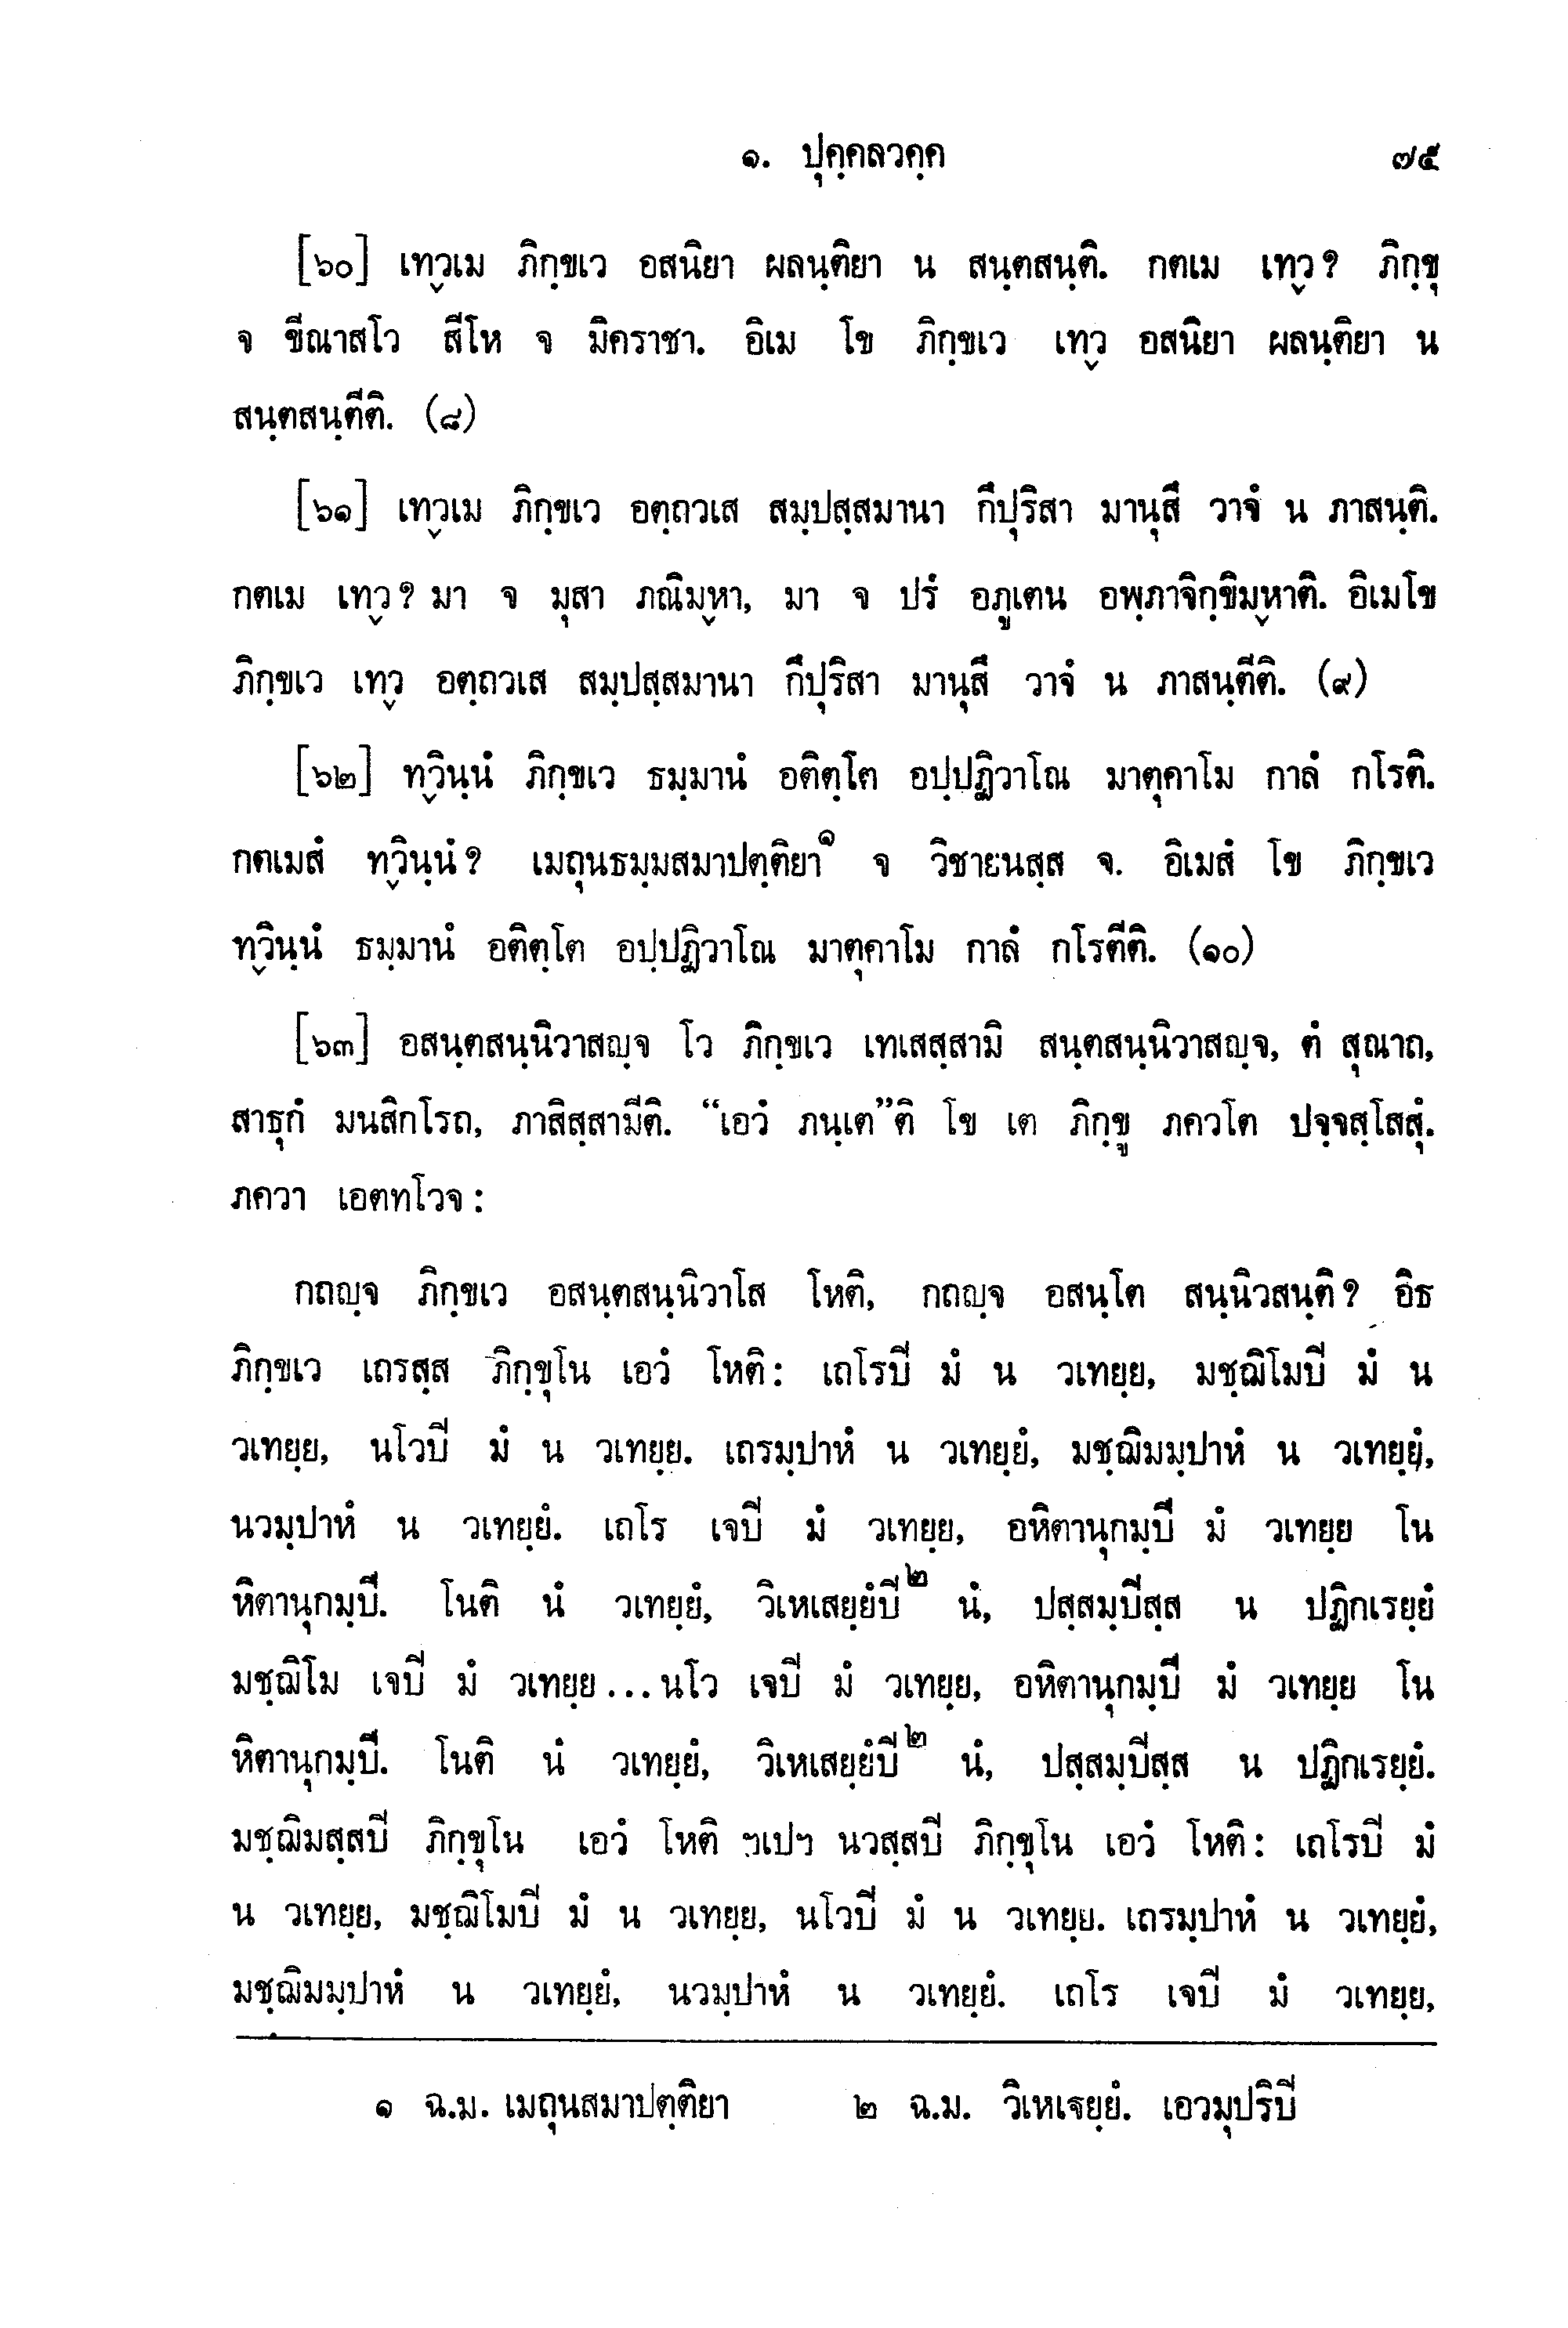 ๑. ปุคฺคลวคฺค ๗๕
[๖๐] เทฺวเม ภิกฺขเว อสนิยา ผลนฺติยา น สนฺตสนฺติ. กตเม เทฺว? ภิกฺขุ
จ ขีณาสโว สีโห จ มิคราชา. อิเม โข ภิกฺขเว เทฺว อสนิยา ผลนฺติยา น
สนฺตสนฺตีติ. (๘)
[๖๑] เทฺวเม ภิกฺขเว อตฺถวเส สมฺปสฺสมานา กึปุริสา มานุสึ วาจํ น ภาสนฺติ.
กตเม เทฺว? มา จ มุสา ภณิมฺหา, มา จ ปรํ อภูเตน อพฺภาจิกฺขิมฺหาติ. อิเมโข
ภิกฺขเว เทฺว อตฺถวเส สมฺปสฺสมานา กึปุริสา มานุสึ วาจํ น ภาสนฺตีติ. (๙)
[๖๒] ทฺวินฺนํ ภิกฺขเว ธมฺมานํ อติตฺโต อปฺปฏิวาโณ มาตุคาโม กาลํ กโรติ.
กตเมสํ ทฺวินฺนํ? เมถุนธมฺมสมาปตฺติยา๑ จ วิชายนสฺส จ. อิเมสํ โข ภิกฺขเว
ทฺวินฺนํ ธมฺมานํ อติตฺโต อปฺปฏิวาโณ มาตุคาโม กาลํ กโรตีติ. (๑๐)
[๖๓] อสนฺตสนฺนิวาสญฺจ โว ภิกฺขเว เทเสสฺสามิ สนฺตสนฺนิวาสญฺจ, ตํ สุณาถ,
สาธุกํ มนสิกโรถ, ภาสิสฺสามีติ. “เอวํ ภนฺเต”ติ โข เต ภิกฺขู ภควโต ปจฺจสฺโสสุํ.
ภควา เอตทโวจ:
กถญฺจ ภิกฺขเว อสนฺตสนฺนิวาโส โหติ, กถญฺจ อสนฺโต สนฺนิวสนฺติ? อิธ
ภิกฺขเว เถรสฺส ภิกฺขุโน เอวํ โหติ: เถโรปิ มํ น วเทยฺย, มชฺฌิโมปิ มํ น
วเทยฺย, นโวปิ มํ น วเทยฺย. เถรมฺปาหํ น วเทยฺยํ, มชฺฌิมมฺปาหํ น วเทยฺยํ,
นวมฺปาหํ น วเทยฺยํ. เถโร เจปิ มํ วเทยฺย, อหิตานุกมฺปี มํ วเทยฺย โน
หิตานุกมฺปี. โนติ นํ วเทยฺยํ, วิเหเสยฺยํปิ๒ นํ, ปสฺสมฺปิสฺส น ปฏิกเรยฺยํ
มชฺฌิโม เจปิ มํ วเทยฺย...นโว เจปิ มํ วเทยฺย, อหิตานุกมฺปี มํ วเทยฺย โน
หิตานุกมฺปี. โนติ นํ วเทยฺยํ, วิเหเสยฺยํปิ๒ นํ, ปสฺสมฺปิสฺส น ปฏิกเรยฺยํ.
มชฺฌิมสฺสปิ ภิกฺขุโน เอวํ โหติ ฯเปฯ นวสฺสปิ ภิกฺขุโน เอวํ โหติ: เถโรปิ มํ
น วเทยฺย, มชฺฌิโมปิ มํ น วเทยฺย, นโวปิ มํ น วเทยฺย. เถรมฺปาหํ น วเทยฺยํ,
มชฺฌิมมฺปาหํ น วเทยฺยํ, นวมฺปาหํ น วเทยฺยํ. เถโร เจปิ มํ วเทยฺย,
๑ ฉ.ม. เมถุนสมาปตฺติยา ๒ ฉ.ม. วิเหเฐยฺยํ. เอวมุปริปิ